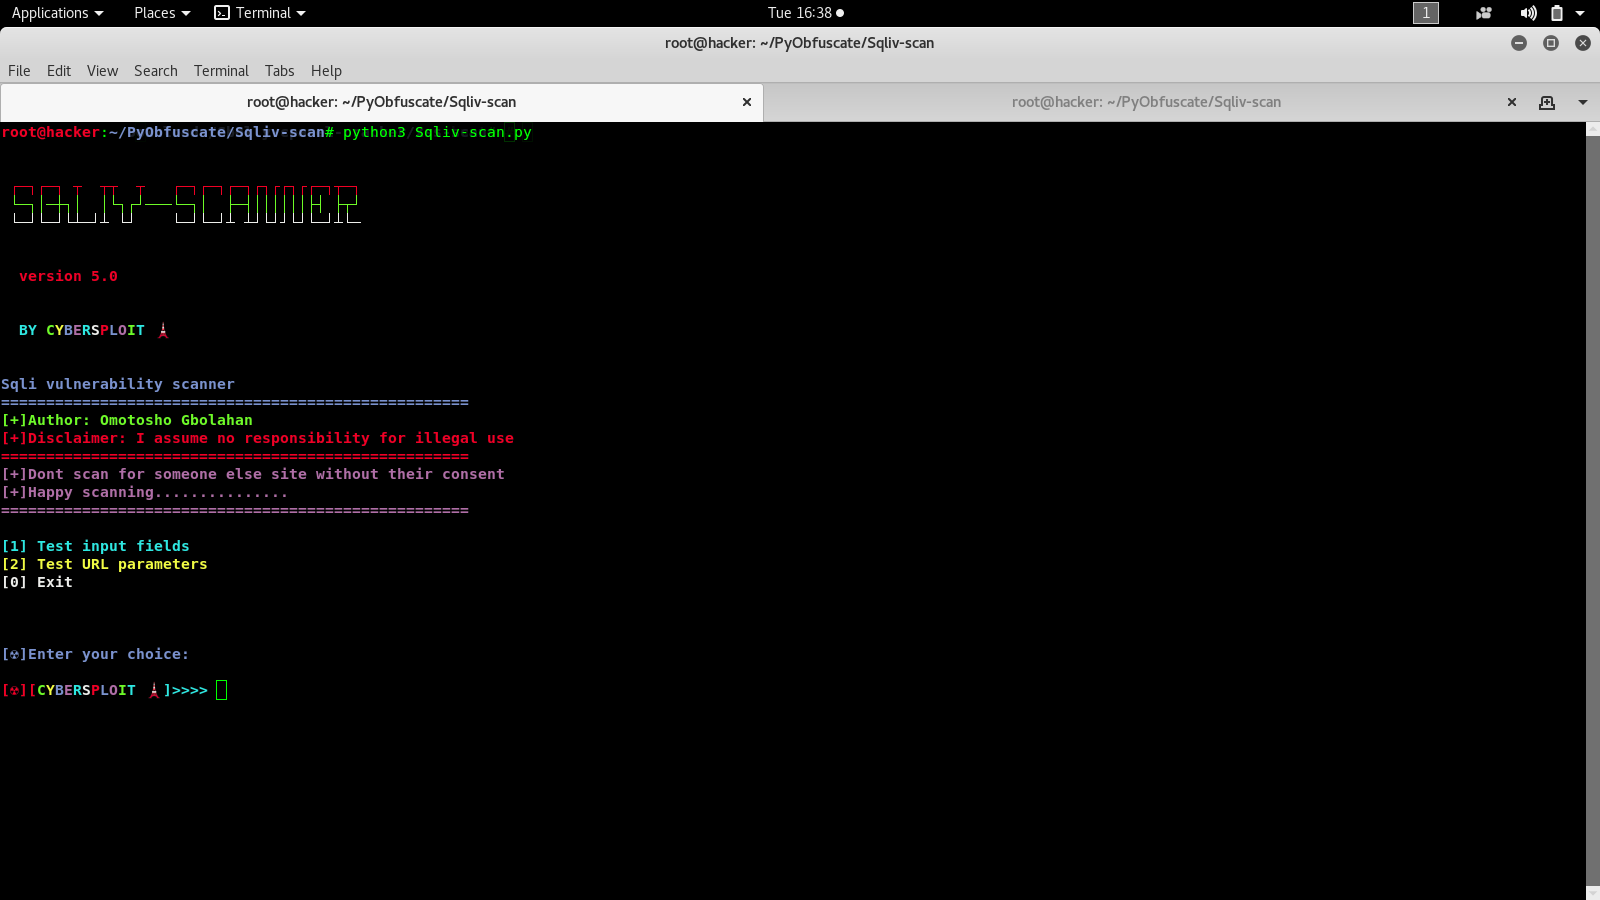 Applications Places Terminal Tue 16:38 1
root@hacker: ~/PyObfuscate/Sqliv-scan
File Edit View Search Terminal Tabs Help
root@hacker: ~/PyObfuscate/Sqliv-scan root@hacker: ~/PyObfuscate/Sqliv-scan
root@hacker:~/PyObfuscate/Sqliv-scan# python3 Sqliv-scan.py
SQLIV-SCANNER
version 5.0
BY CYBERSPLOIT
Sqli vulnerability scanner
====================================================
[+]Author: Omotosho Gbolahan
[+]Disclaimer: I assume no responsibility for illegal use
====================================================
[+]Dont scan for someone else site without their consent
[+]Happy scanning...............
====================================================
[1] Test input fields
[2] Test URL parameters
[0] Exit
[☢]Enter your choice:
[☢][CYBERSPLOIT ]>>>>